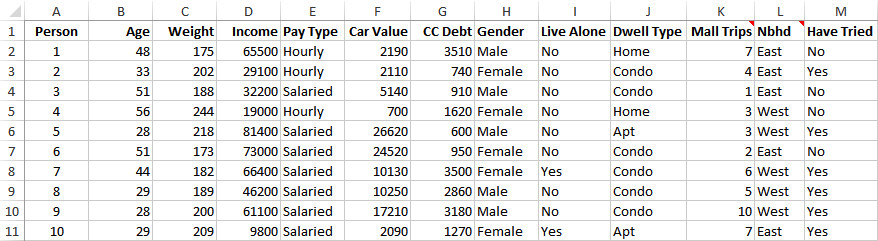 A B C D E F G H I J K L M
1 Person Age Weight Income Pay Type Car Value CC Debt Gender Live Alone Dwell Type Mall Trips Nbhd Have Tried
2 1 48 175 65500 Hourly 2190 3510 Male No Home 7 East No
3 2 33 202 29100 Hourly 2110 740 Female No Condo 4 East Yes
4 3 51 188 32200 Salaried 5140 910 Male No Condo 1 East No
5 4 56 244 19000 Hourly 700 1620 Female No Home 3 West No
6 5 28 218 81400 Salaried 26620 600 Male No Apt 3 West Yes
7 6 51 173 73000 Salaried 24520 950 Female No Condo 2 East No
8 7 44 182 66400 Salaried 10130 3500 Female Yes Condo 6 West Yes
9 8 29 189 46200 Salaried 10250 2860 Male No Condo 5 West Yes
10 9 28 200 61100 Salaried 17210 3180 Male No Condo 10 West Yes
11 10 29 209 9800 Salaried 2090 1270 Female Yes Apt 7 East Yes